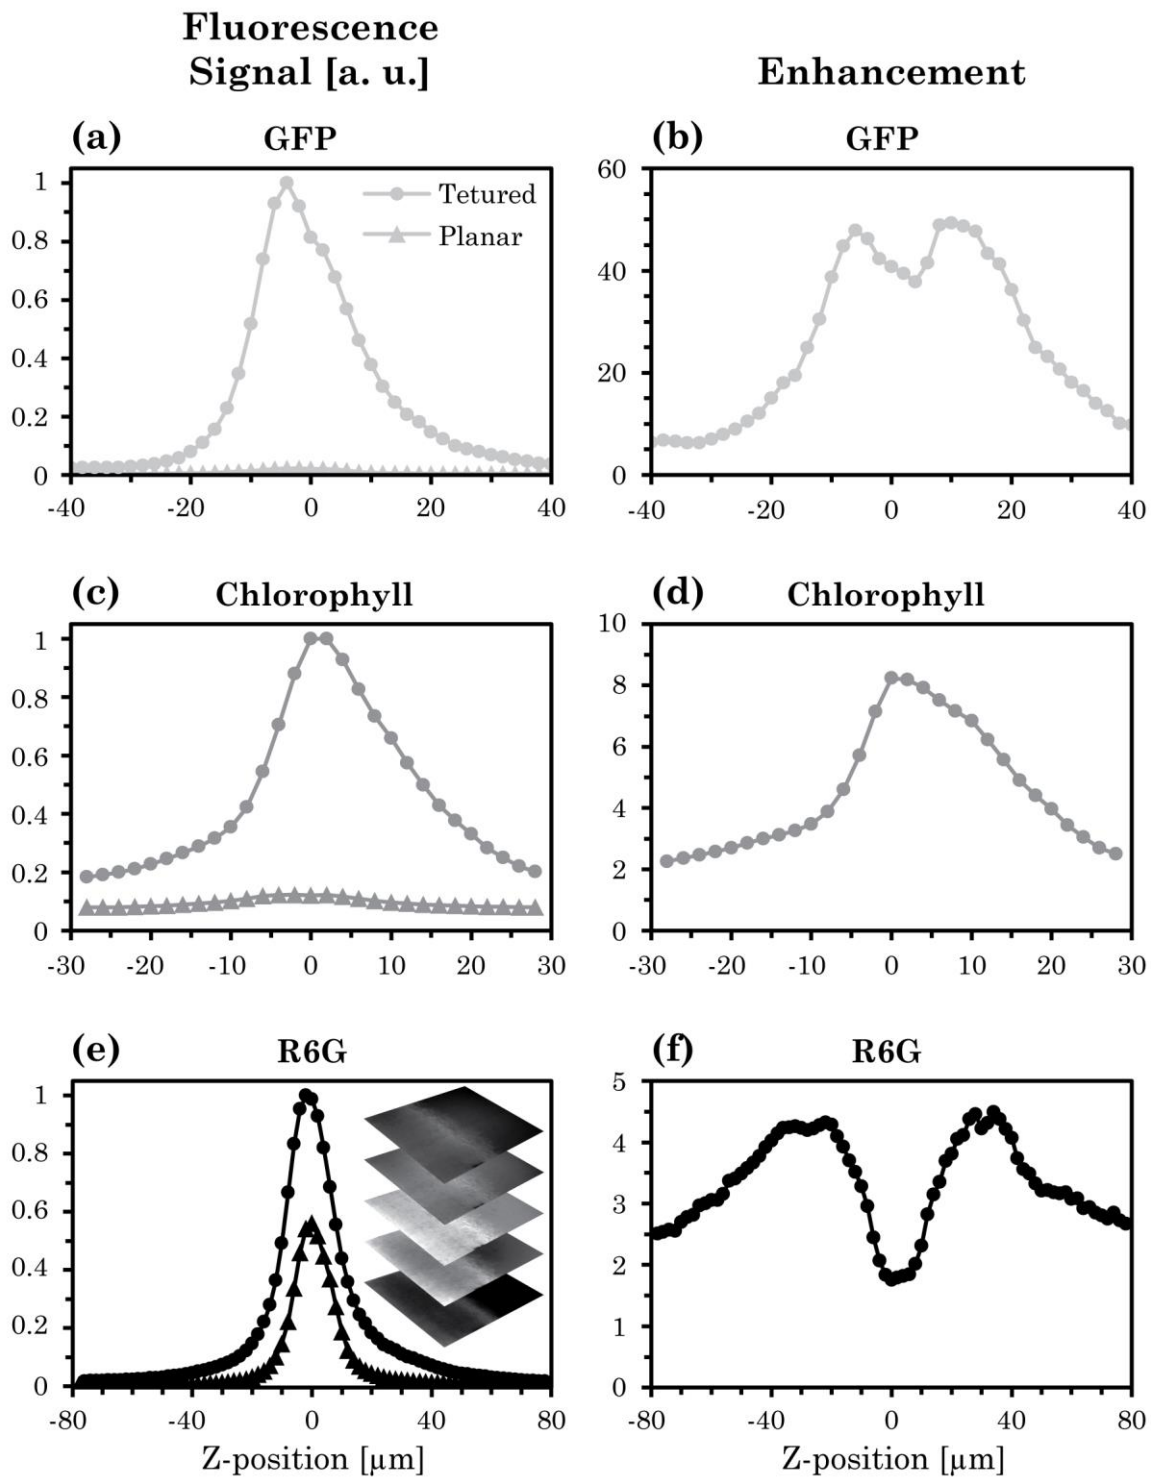 Fluorescence
Signal [a. u.]
Enhancement
(a) GFP
1
0.8
0.6
0.4
0.2
0
-40 -20 0 20 40
Tetured
Planar
(b) GFP
60
40
20
0
-40 -20 0 20 40
(c) Chlorophyll
1
0.8
0.6
0.4
0.2
0
-30 -20 -10 0 10 20 30
(d) Chlorophyll
10
8
6
4
2
0
-30 -20 -10 0 10 20 30
(e) R6G
1
0.8
0.6
0.4
0.2
0
-80 -40 0 40 80
Z-position [µm]
(f) R6G
5
4
3
2
1
0
-80 -40 0 40 80
Z-position [µm]